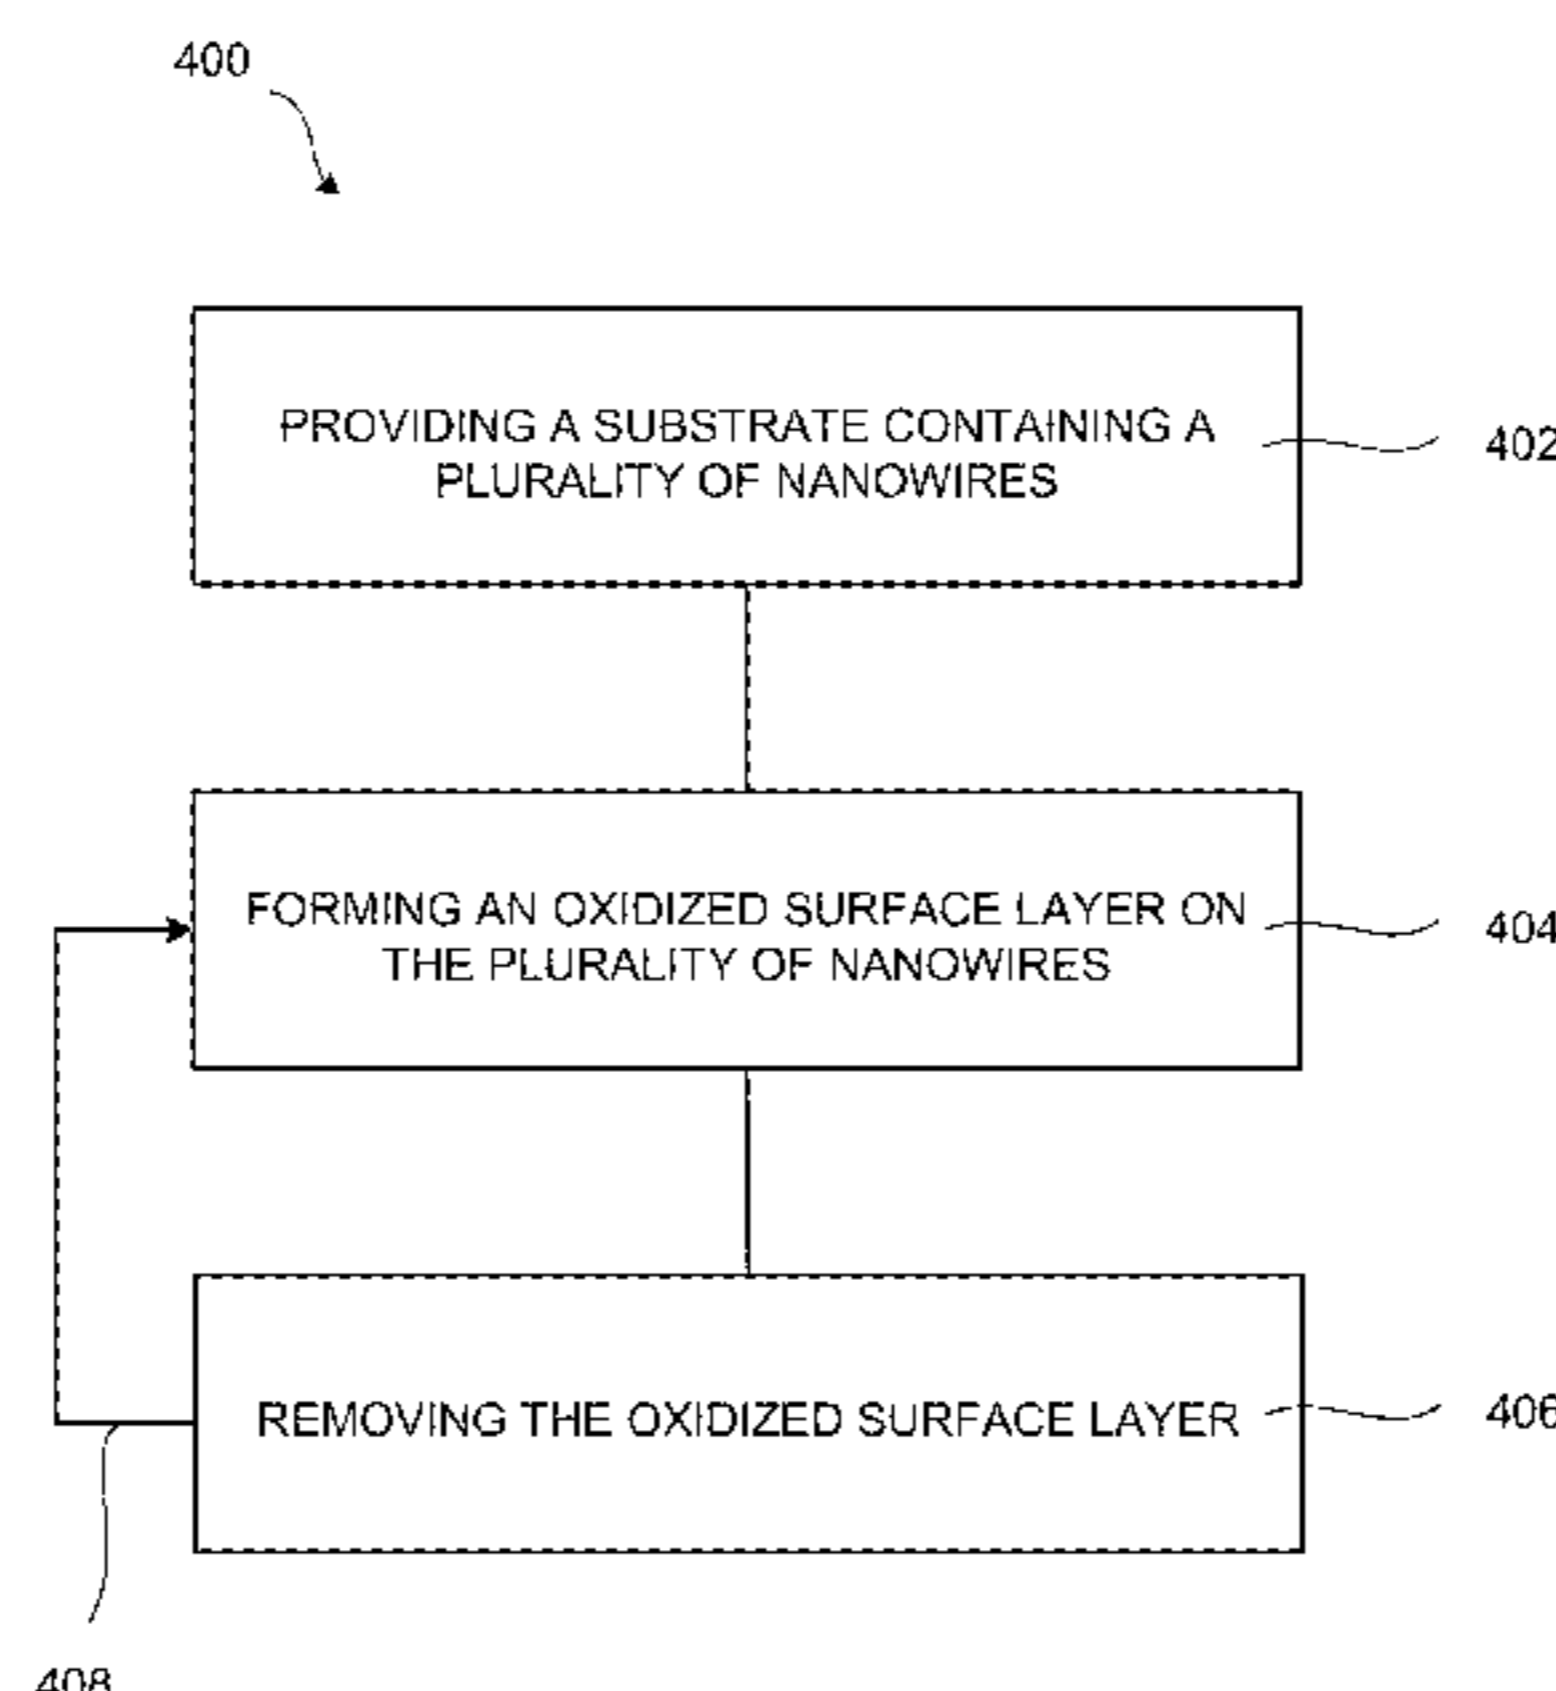 400
PROVIDING A SUBSTRATE CONTAINING A
PLURALITY OF NANOWIRES
402
FORMING AN OXIDIZED SURFACE LAYER ON
THE PLURALITY OF NANOWIRES
404
REMOVING THE OXIDIZED SURFACE LAYER
406
408